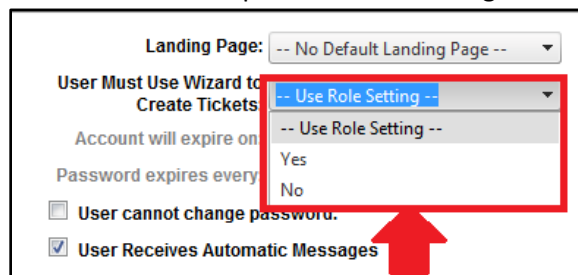 Landing Page: -- No Default Landing Page --
User Must Use Wizard to
Create Tickets: -- Use Role Setting --
-- Use Role Setting --
Account will expire on:
Yes
Password expires every:
No
User cannot change password.
User Receives Automatic Messages